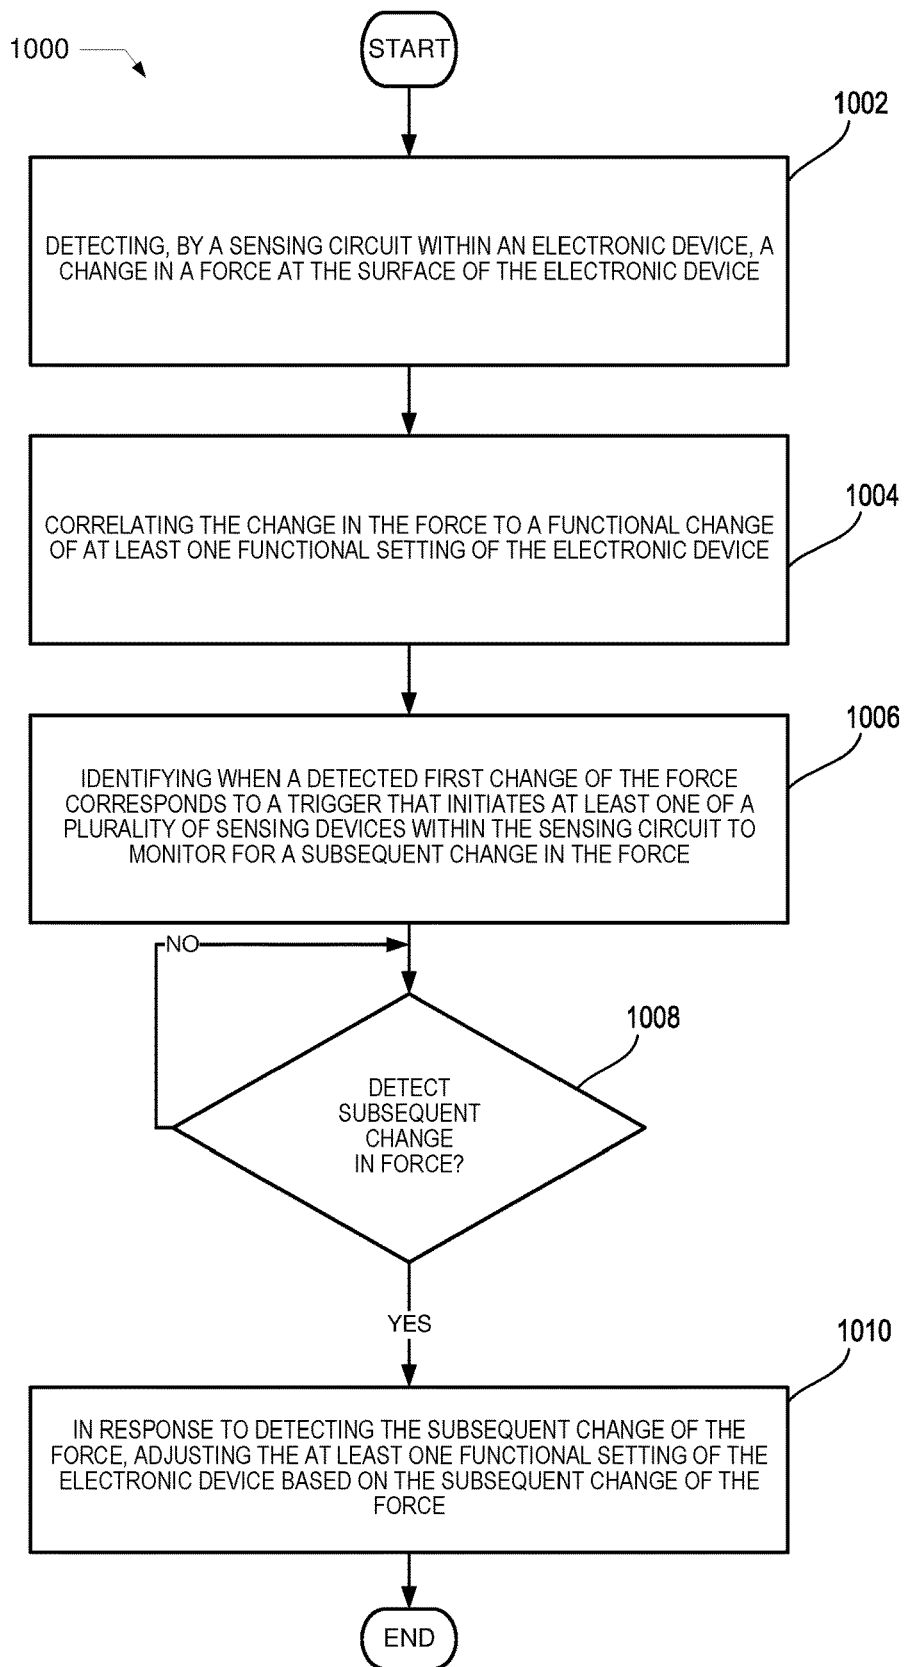 1000
START
1002
DETECTING, BY A SENSING CIRCUIT WITHIN AN ELECTRONIC DEVICE, A
CHANGE IN A FORCE AT THE SURFACE OF THE ELECTRONIC DEVICE
1004
CORRELATING THE CHANGE IN THE FORCE TO A FUNCTIONAL CHANGE
OF AT LEAST ONE FUNCTIONAL SETTING OF THE ELECTRONIC DEVICE
1006
IDENTIFYING WHEN A DETECTED FIRST CHANGE OF THE FORCE
CORRESPONDS TO A TRIGGER THAT INITIATES AT LEAST ONE OF A
PLURALITY OF SENSING DEVICES WITHIN THE SENSING CIRCUIT TO
MONITOR FOR A SUBSEQUENT CHANGE IN THE FORCE
NO
1008
DETECT
SUBSEQUENT
CHANGE
IN FORCE?
YES
1010
IN RESPONSE TO DETECTING THE SUBSEQUENT CHANGE OF THE
FORCE, ADJUSTING THE AT LEAST ONE FUNCTIONAL SETTING OF THE
ELECTRONIC DEVICE BASED ON THE SUBSEQUENT CHANGE OF THE
FORCE
END